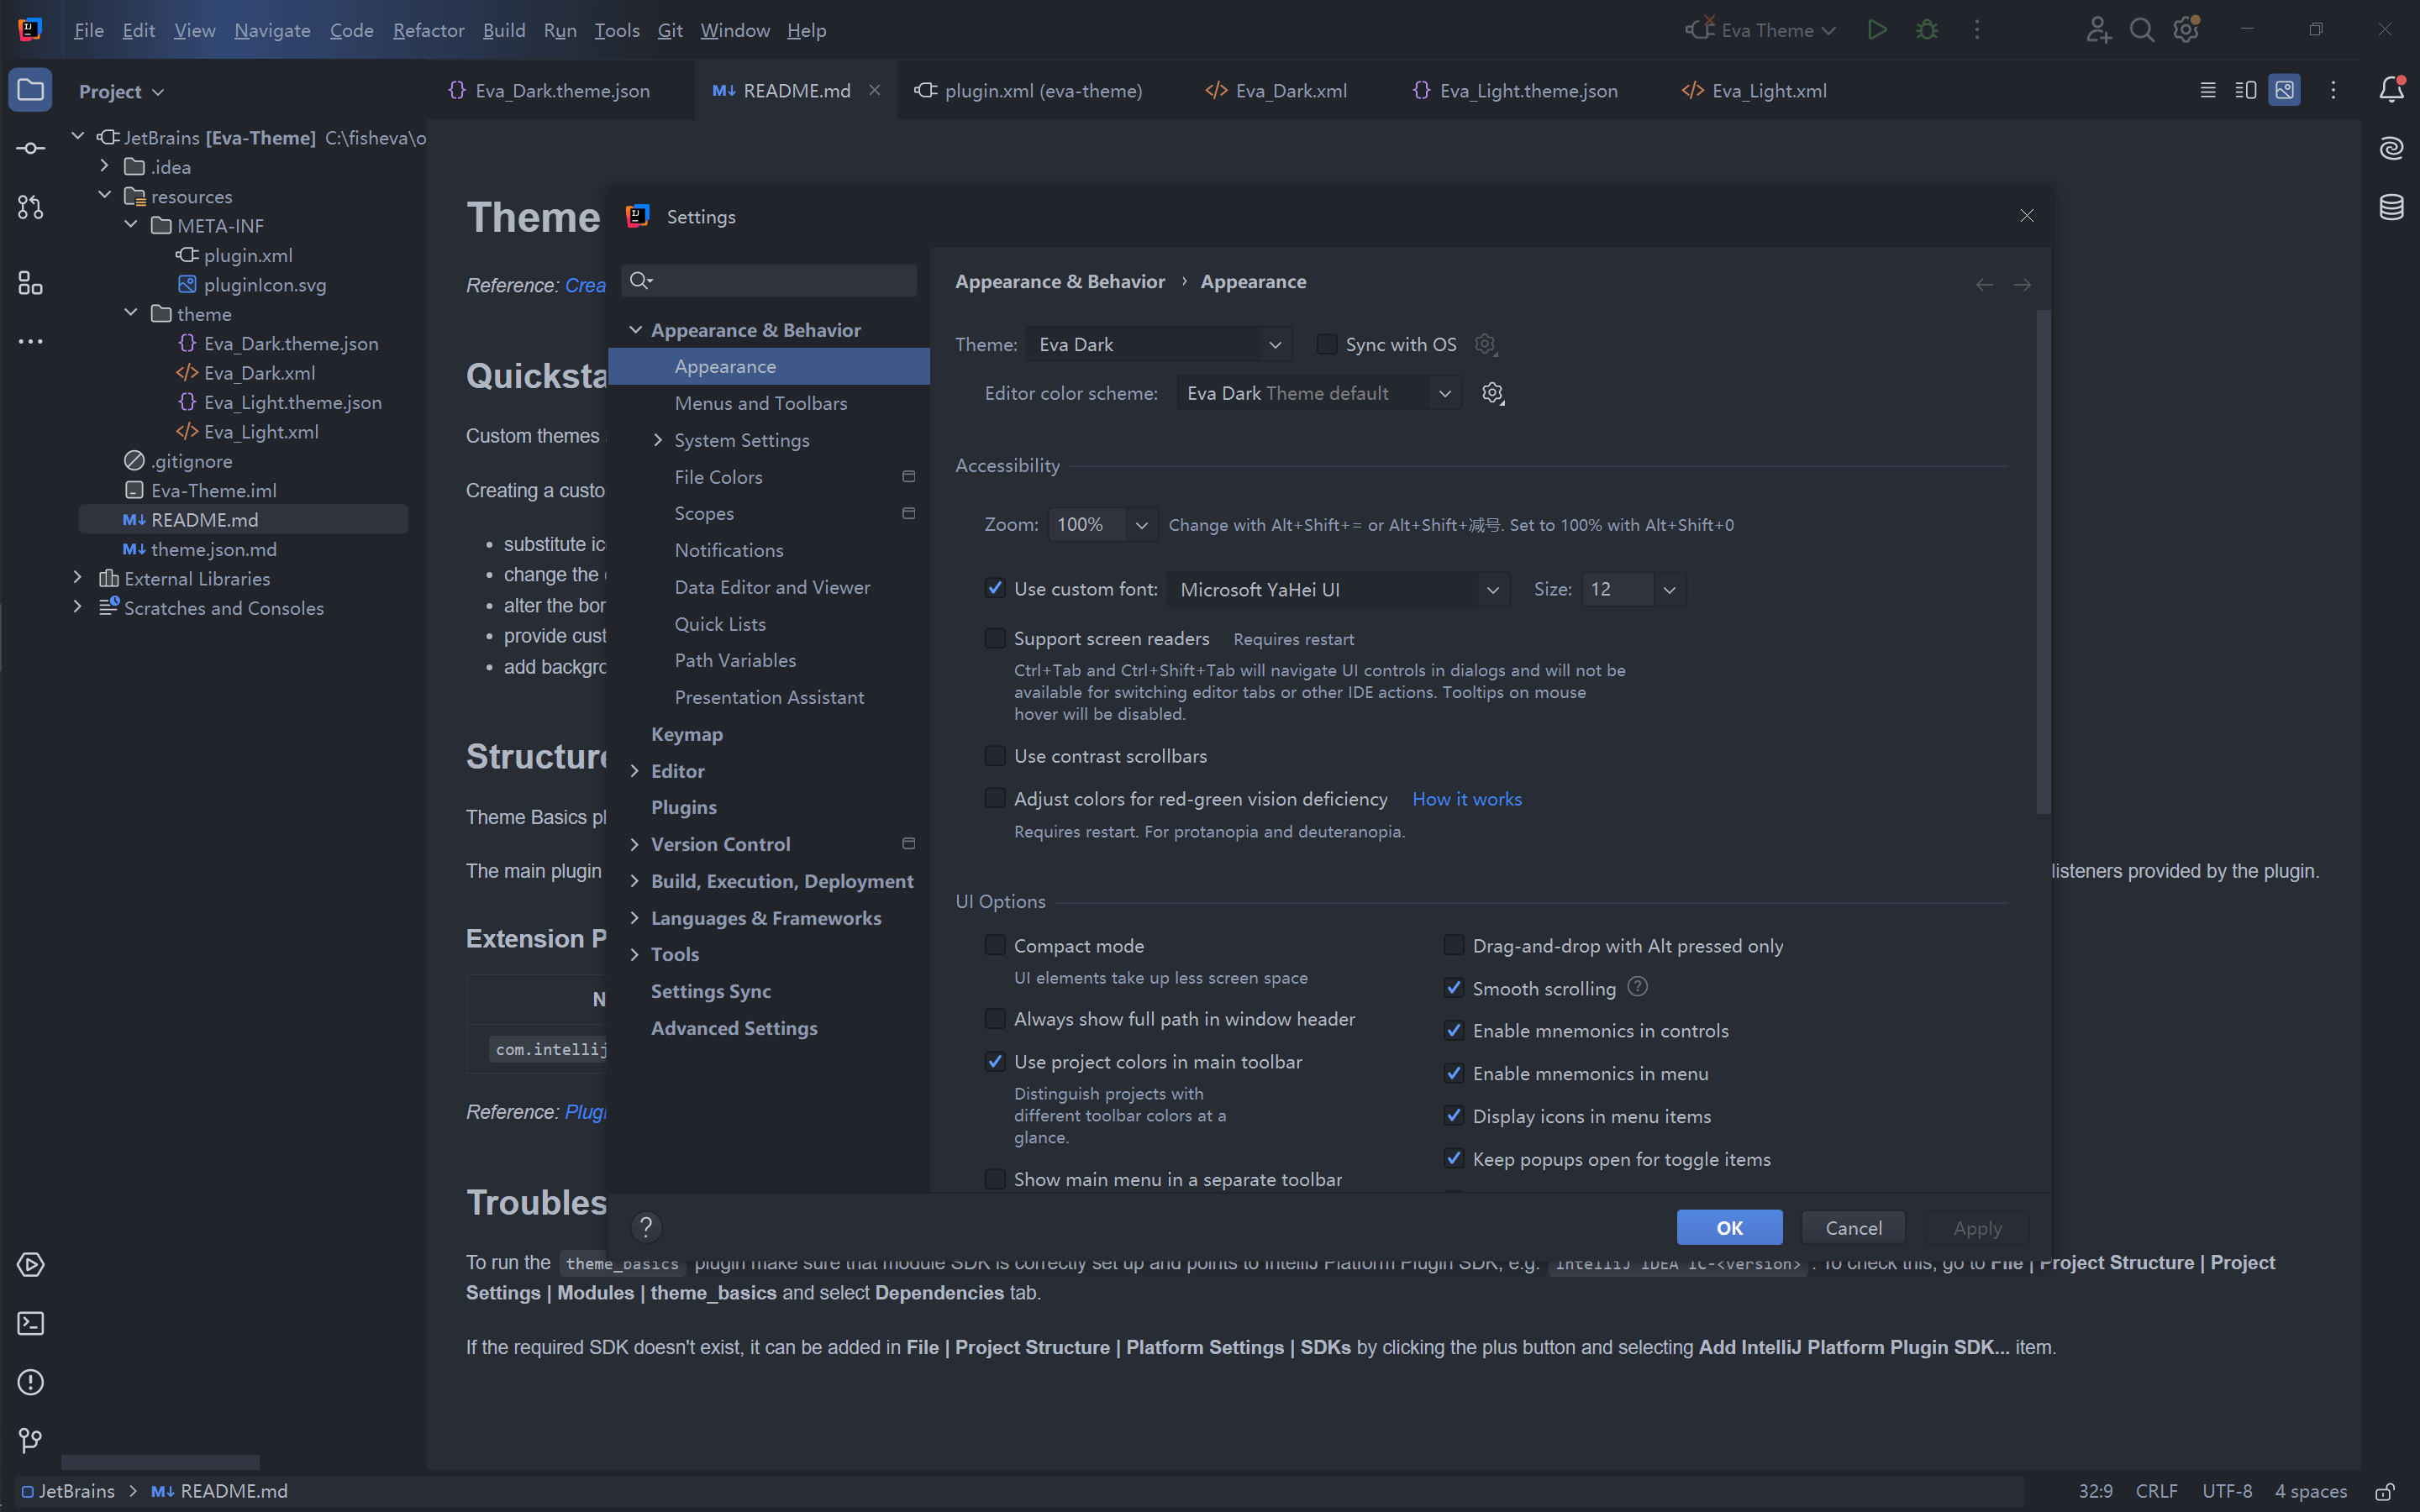 File Edit View Navigate Code Refactor Build Run Tools Git Window Help
Eva Theme
Project
Eva_Dark.theme.json
README.md
plugin.xml (eva-theme)
Eva_Dark.xml
Eva_Light.theme.json
Eva_Light.xml
JetBrains [Eva-Theme] C:\fisheva\o
.idea
resources
META-INF
plugin.xml
pluginIcon.svg
theme
Eva_Dark.theme.json
Eva_Dark.xml
Eva_Light.theme.json
Eva_Light.xml
.gitignore
Eva-Theme.iml
README.md
theme.json.md
External Libraries
Scratches and Consoles
Theme
Reference: Crea
Quicksta
Custom themes
Creating a custo
substitute ic
change the
alter the bor
provide cust
add backgro
Structure
Theme Basics pl
The main plugin
listeners provided by the plugin.
Extension P
N
com.intellij
Reference: Plugi
Troubles
To run the theme_basics plugin make sure that module SDK is correctly set up and points to IntelliJ Platform Plugin SDK, e.g. IntelliJ IDEA IC-<version> . To check this, go to File | Project Structure | Project
Settings | Modules | theme_basics and select Dependencies tab.
If the required SDK doesn't exist, it can be added in File | Project Structure | Platform Settings | SDKs by clicking the plus button and selecting Add IntelliJ Platform Plugin SDK... item.
Settings
Appearance & Behavior
Appearance
Menus and Toolbars
System Settings
File Colors
Scopes
Notifications
Data Editor and Viewer
Quick Lists
Path Variables
Presentation Assistant
Keymap
Editor
Plugins
Version Control
Build, Execution, Deployment
Languages & Frameworks
Tools
Settings Sync
Advanced Settings
Appearance & Behavior › Appearance
Theme: Eva Dark Sync with OS
Editor color scheme: Eva Dark Theme default
Accessibility
Zoom: 100% Change with Alt+Shift+= or Alt+Shift+减号. Set to 100% with Alt+Shift+0
Use custom font: Microsoft YaHei UI Size: 12
Support screen readers Requires restart
Ctrl+Tab and Ctrl+Shift+Tab will navigate UI controls in dialogs and will not be
available for switching editor tabs or other IDE actions. Tooltips on mouse
hover will be disabled.
Use contrast scrollbars
Adjust colors for red-green vision deficiency How it works
Requires restart. For protanopia and deuteranopia.
UI Options
Compact mode
UI elements take up less screen space
Always show full path in window header
Use project colors in main toolbar
Distinguish projects with
different toolbar colors at a
glance.
Show main menu in a separate toolbar
Drag-and-drop with Alt pressed only
Smooth scrolling
Enable mnemonics in controls
Enable mnemonics in menu
Display icons in menu items
Keep popups open for toggle items
?
OK Cancel Apply
JetBrains > README.md
32:9 CRLF UTF-8 4 spaces